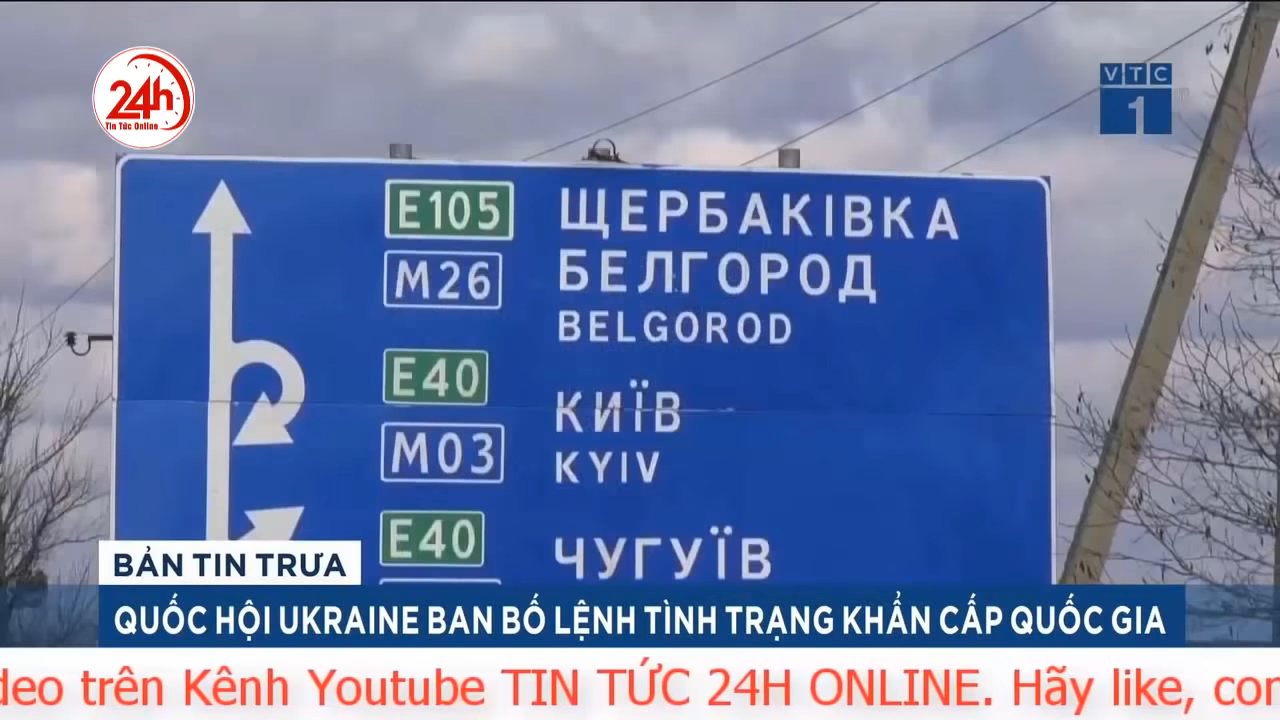 24h
Tin Tức Online
VTC
1
E105
ЩЕРБАКІВКА
M26
БЕЛГОРОД
BELGOROD
E40
КИЇВ
M03
KYIV
E40
ЧУГУЇВ
BẢN TIN TRƯA
QUỐC HỘI UKRAINE BAN BỐ LỆNH TÌNH TRẠNG KHẨN CẤP QUỐC GIA
deo trên Kênh Youtube TIN TỨC 24H ONLINE. Hãy like, con